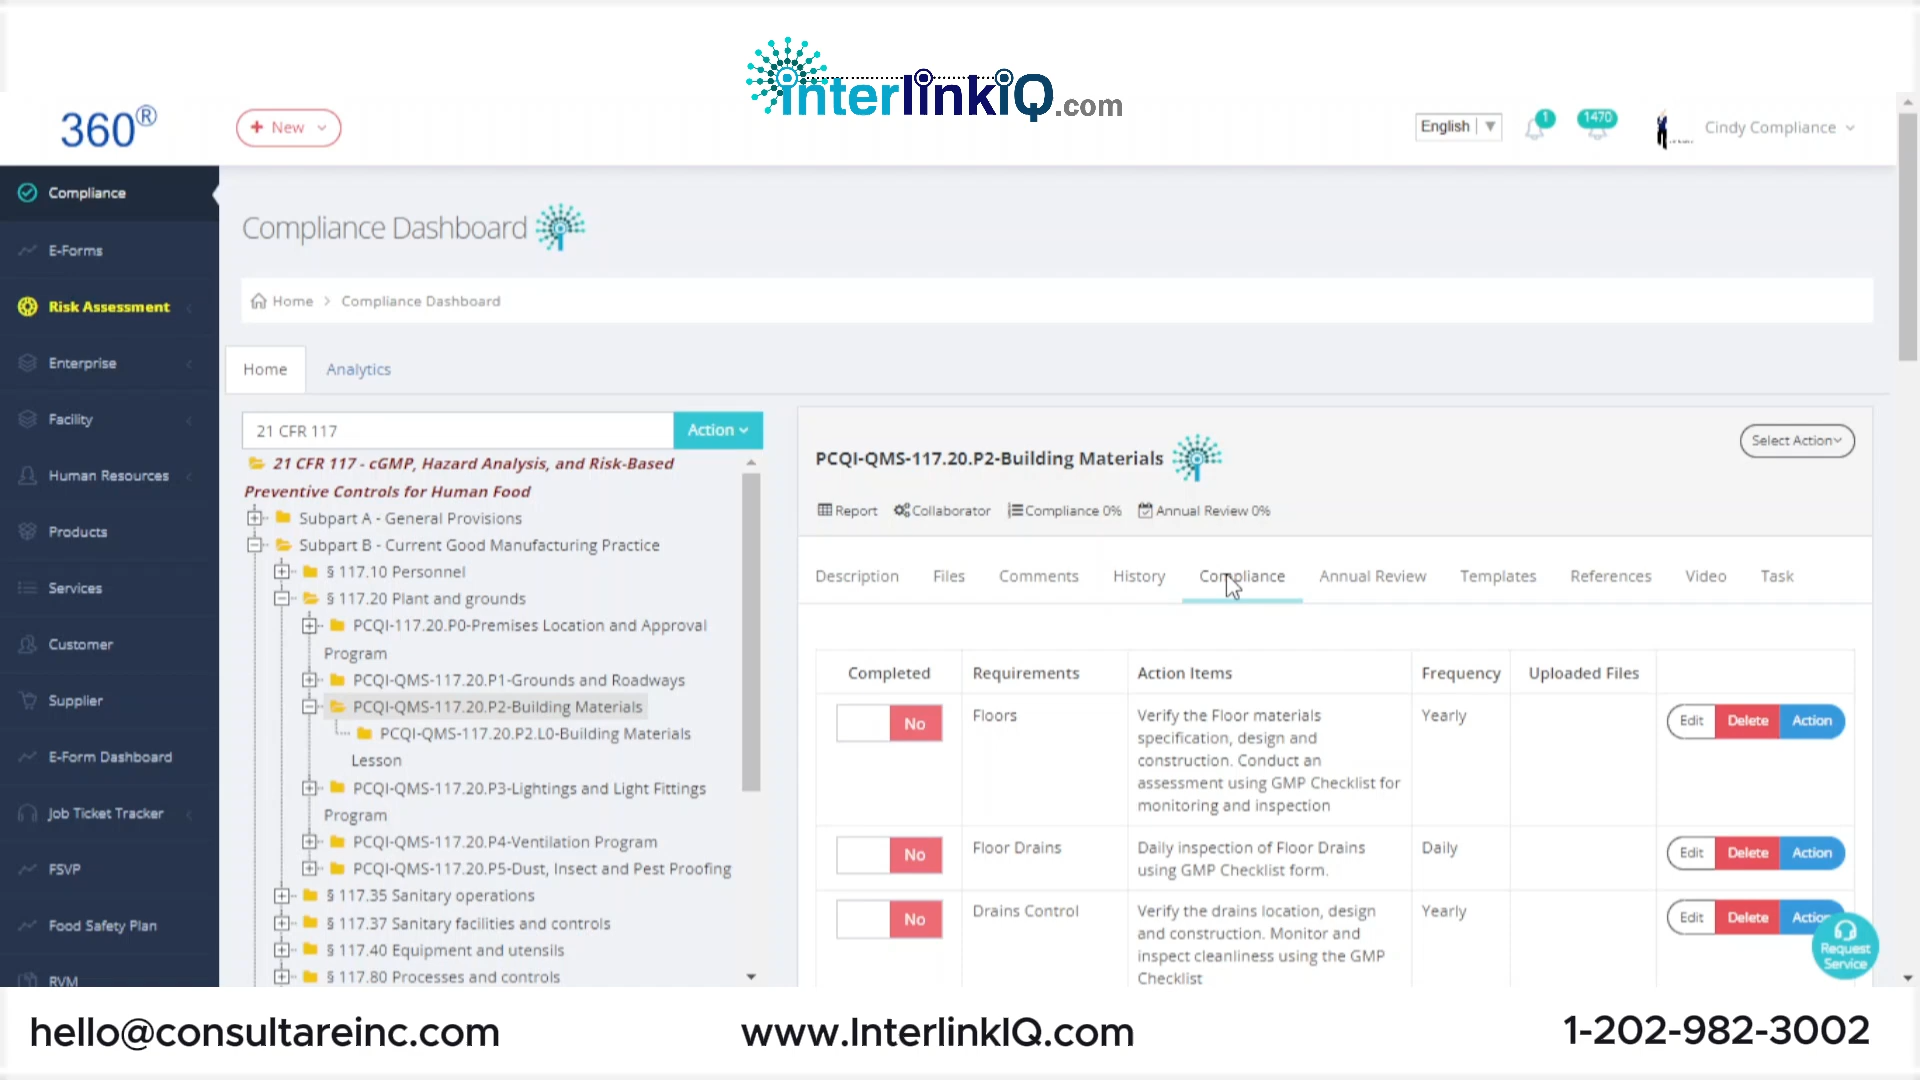 interlinkIQ.com
360®
+ New
English
1
1470
Cindy Compliance
Compliance
E-Forms
Risk Assessment
Enterprise
Facility
Human Resources
Products
Services
Customer
Supplier
E-Form Dashboard
Job Ticket Tracker
FSVP
Food Safety Plan
RVM
Compliance Dashboard
Home > Compliance Dashboard
Home
Analytics
21 CFR 117
Action
21 CFR 117 - cGMP, Hazard Analysis, and Risk-Based
Preventive Controls for Human Food
Subpart A - General Provisions
Subpart B - Current Good Manufacturing Practice
§ 117.10 Personnel
§ 117.20 Plant and grounds
PCQI-117.20.P0-Premises Location and Approval
Program
PCQI-QMS-117.20.P1-Grounds and Roadways
PCQI-QMS-117.20.P2-Building Materials
PCQI-QMS-117.20.P2.L0-Building Materials
Lesson
PCQI-QMS-117.20.P3-Lightings and Light Fittings
Program
PCQI-QMS-117.20.P4-Ventilation Program
PCQI-QMS-117.20.P5-Dust, Insect and Pest Proofing
§ 117.35 Sanitary operations
§ 117.37 Sanitary facilities and controls
§ 117.40 Equipment and utensils
§ 117.80 Processes and controls
PCQI-QMS-117.20.P2-Building Materials
Select Action
Report Collaborator Compliance 0% Annual Review 0%
Description Files Comments History Compliance Annual Review Templates References Video Task
Completed Requirements Action Items Frequency Uploaded Files
No
Floors
Verify the Floor materials
specification, design and
construction. Conduct an
assessment using GMP Checklist for
monitoring and inspection
Yearly
Edit Delete Action
No
Floor Drains
Daily inspection of Floor Drains
using GMP Checklist form.
Daily
Edit Delete Action
No
Drains Control
Verify the drains location, design
and construction. Monitor and
inspect cleanliness using the GMP
Checklist
Yearly
Edit Delete Action
Request
Service
hello@consultareinc.com
www.InterlinkIQ.com
1-202-982-3002